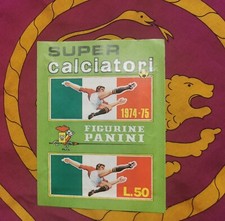 SUPER
calciatori
1974-75
FIGURINE
PANINI
L.50